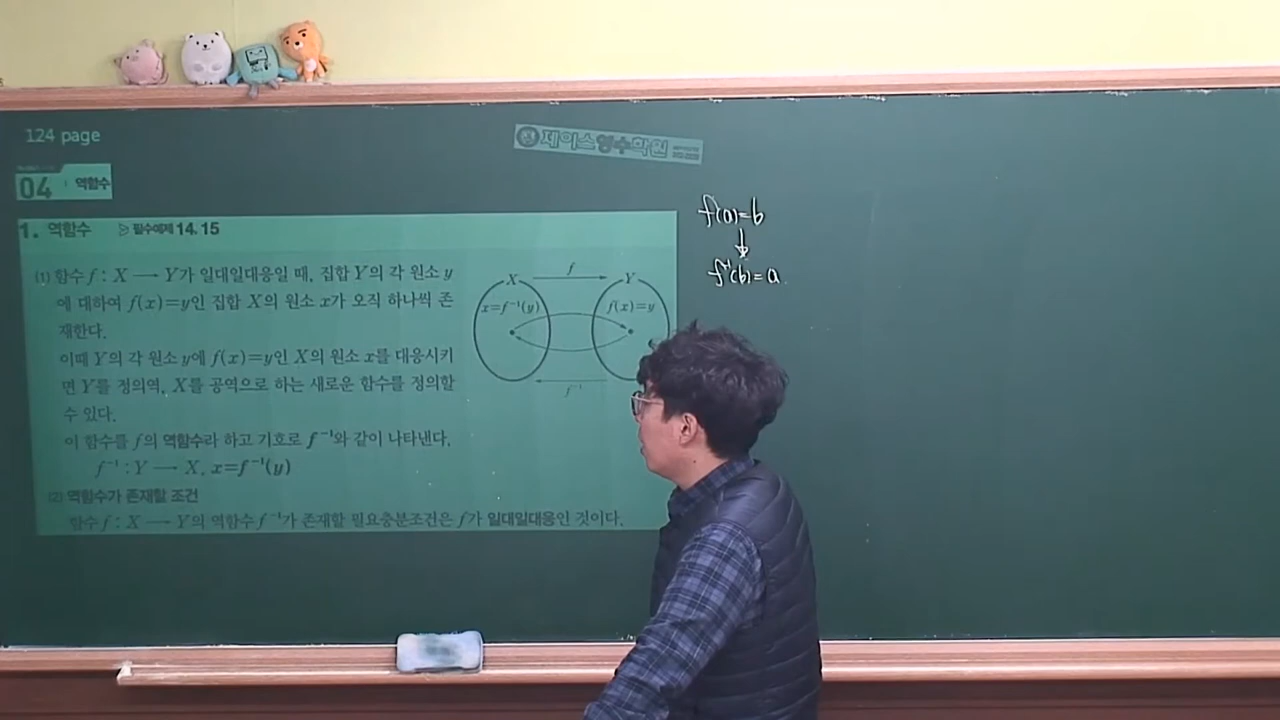 124 page
제이스영수학원
04 역함수
1. 역함수 ▷ 필수예제 14, 15
(1) 함수 f : X ⟶ Y가 일대일대응일 때, 집합 Y의 각 원소 y
에 대하여 f(x)=y인 집합 X의 원소 x가 오직 하나씩 존
재한다.
이때 Y의 각 원소 y에 f(x)=y인 X의 원소 x를 대응시키
면 Y를 정의역, X를 공역으로 하는 새로운 함수를 정의할
수 있다.
이 함수를 f의 역함수라 하고 기호로 f⁻¹와 같이 나타낸다.
f⁻¹ : Y ⟶ X, x=f⁻¹(y)
(2) 역함수가 존재할 조건
함수 f : X ⟶ Y의 역함수 f⁻¹가 존재할 필요충분조건은 f가 일대일대응인 것이다.
X f Y
x=f⁻¹(y) f(x)=y
f⁻¹
f(a)=b
↓
f⁻¹(b)=a